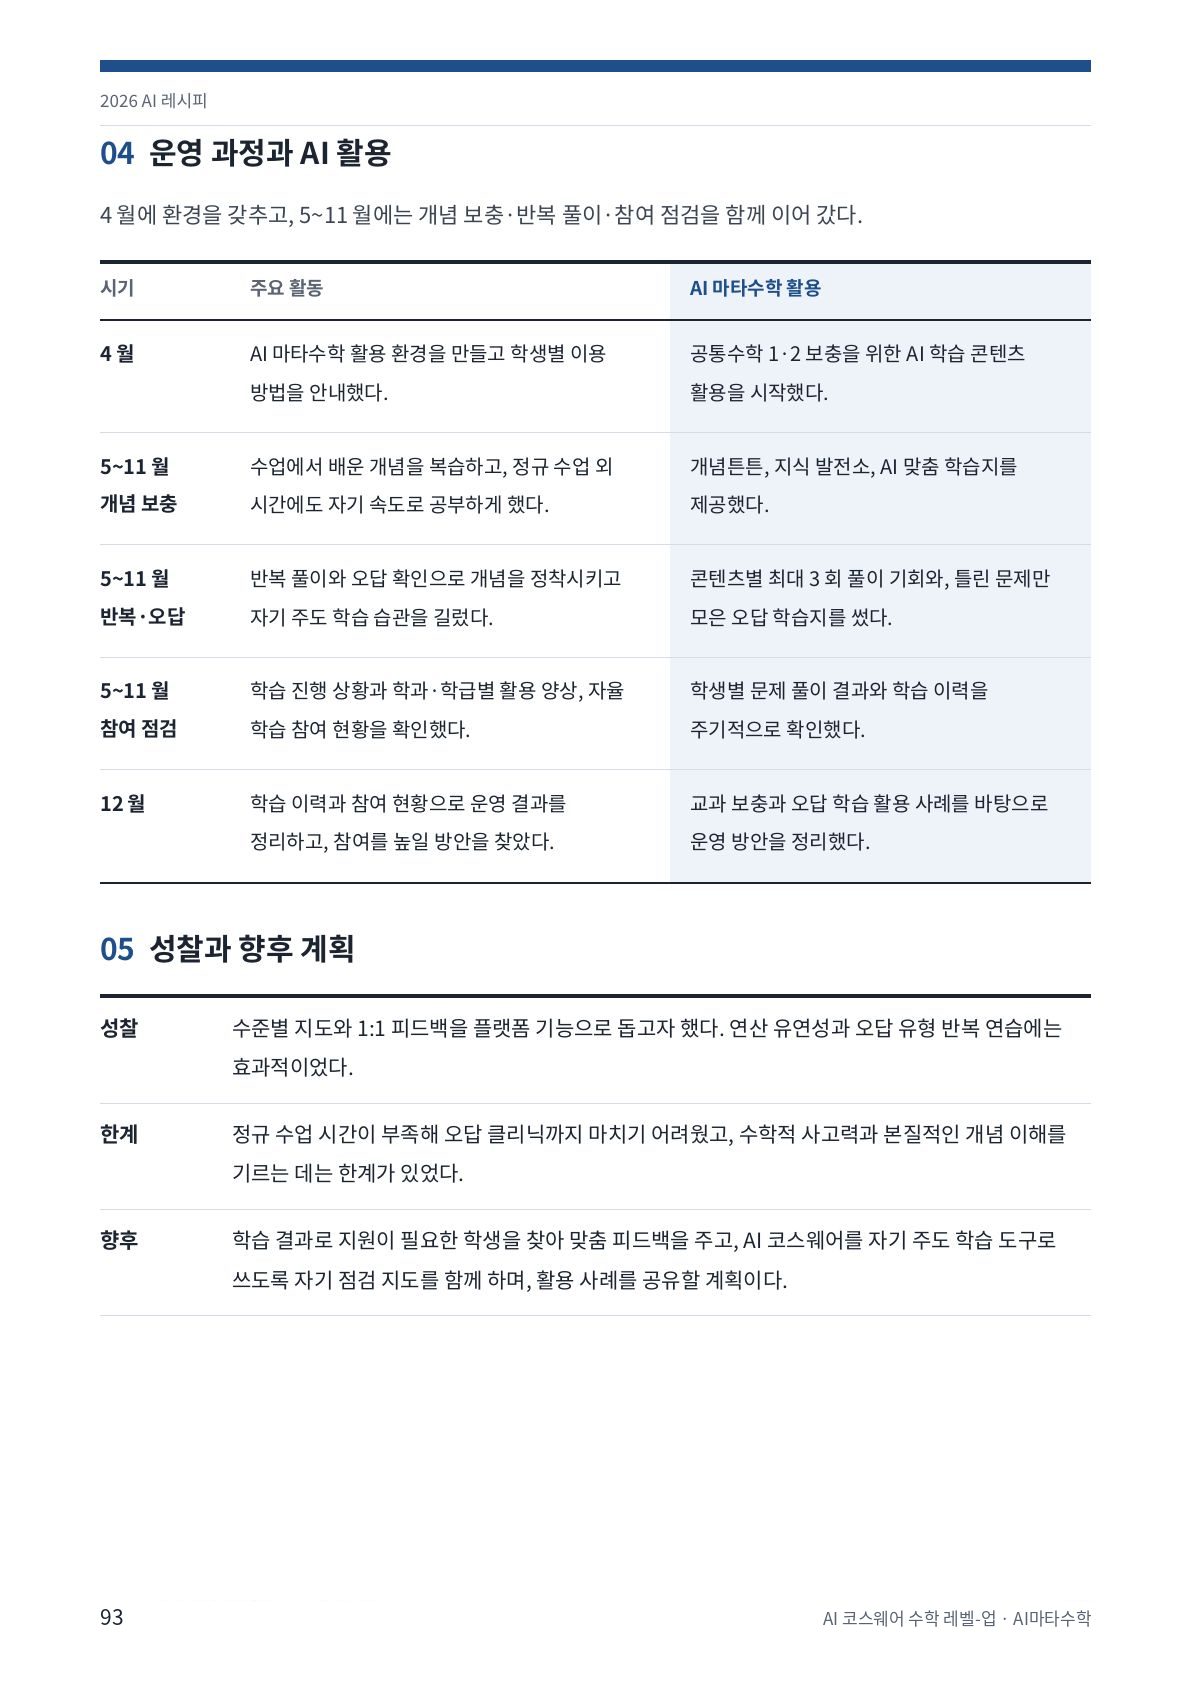 2026 AI 레시피
04 운영 과정과 AI 활용
4월에 환경을 갖추고, 5~11월에는 개념 보충·반복 풀이·참여 점검을 함께 이어 갔다.
시기 주요 활동 AI 마타수학 활용
4월 AI 마타수학 활용 환경을 만들고 학생별 이용 공통수학 1·2 보충을 위한 AI 학습 콘텐츠
방법을 안내했다. 활용을 시작했다.
5~11월 수업에서 배운 개념을 복습하고, 정규 수업 외 개념튼튼, 지식 발전소, AI 맞춤 학습지를
개념 보충 시간에도 자기 속도로 공부하게 했다. 제공했다.
5~11월 반복 풀이와 오답 확인으로 개념을 정착시키고 콘텐츠별 최대 3회 풀이 기회와, 틀린 문제만
반복·오답 자기 주도 학습 습관을 길렀다. 모은 오답 학습지를 썼다.
5~11월 학습 진행 상황과 학과·학급별 활용 양상, 자율 학생별 문제 풀이 결과와 학습 이력을
참여 점검 학습 참여 현황을 확인했다. 주기적으로 확인했다.
12월 학습 이력과 참여 현황으로 운영 결과를 교과 보충과 오답 학습 활용 사례를 바탕으로
정리하고, 참여를 높일 방안을 찾았다. 운영 방안을 정리했다.
05 성찰과 향후 계획
성찰 수준별 지도와 1:1 피드백을 플랫폼 기능으로 돕고자 했다. 연산 유연성과 오답 유형 반복 연습에는
효과적이었다.
한계 정규 수업 시간이 부족해 오답 클리닉까지 마치기 어려웠고, 수학적 사고력과 본질적인 개념 이해를
기르는 데는 한계가 있었다.
향후 학습 결과로 지원이 필요한 학생을 찾아 맞춤 피드백을 주고, AI 코스웨어를 자기 주도 학습 도구로
쓰도록 자기 점검 지도를 함께 하며, 활용 사례를 공유할 계획이다.
93 AI 코스웨어 수학 레벨-업 · AI마타수학